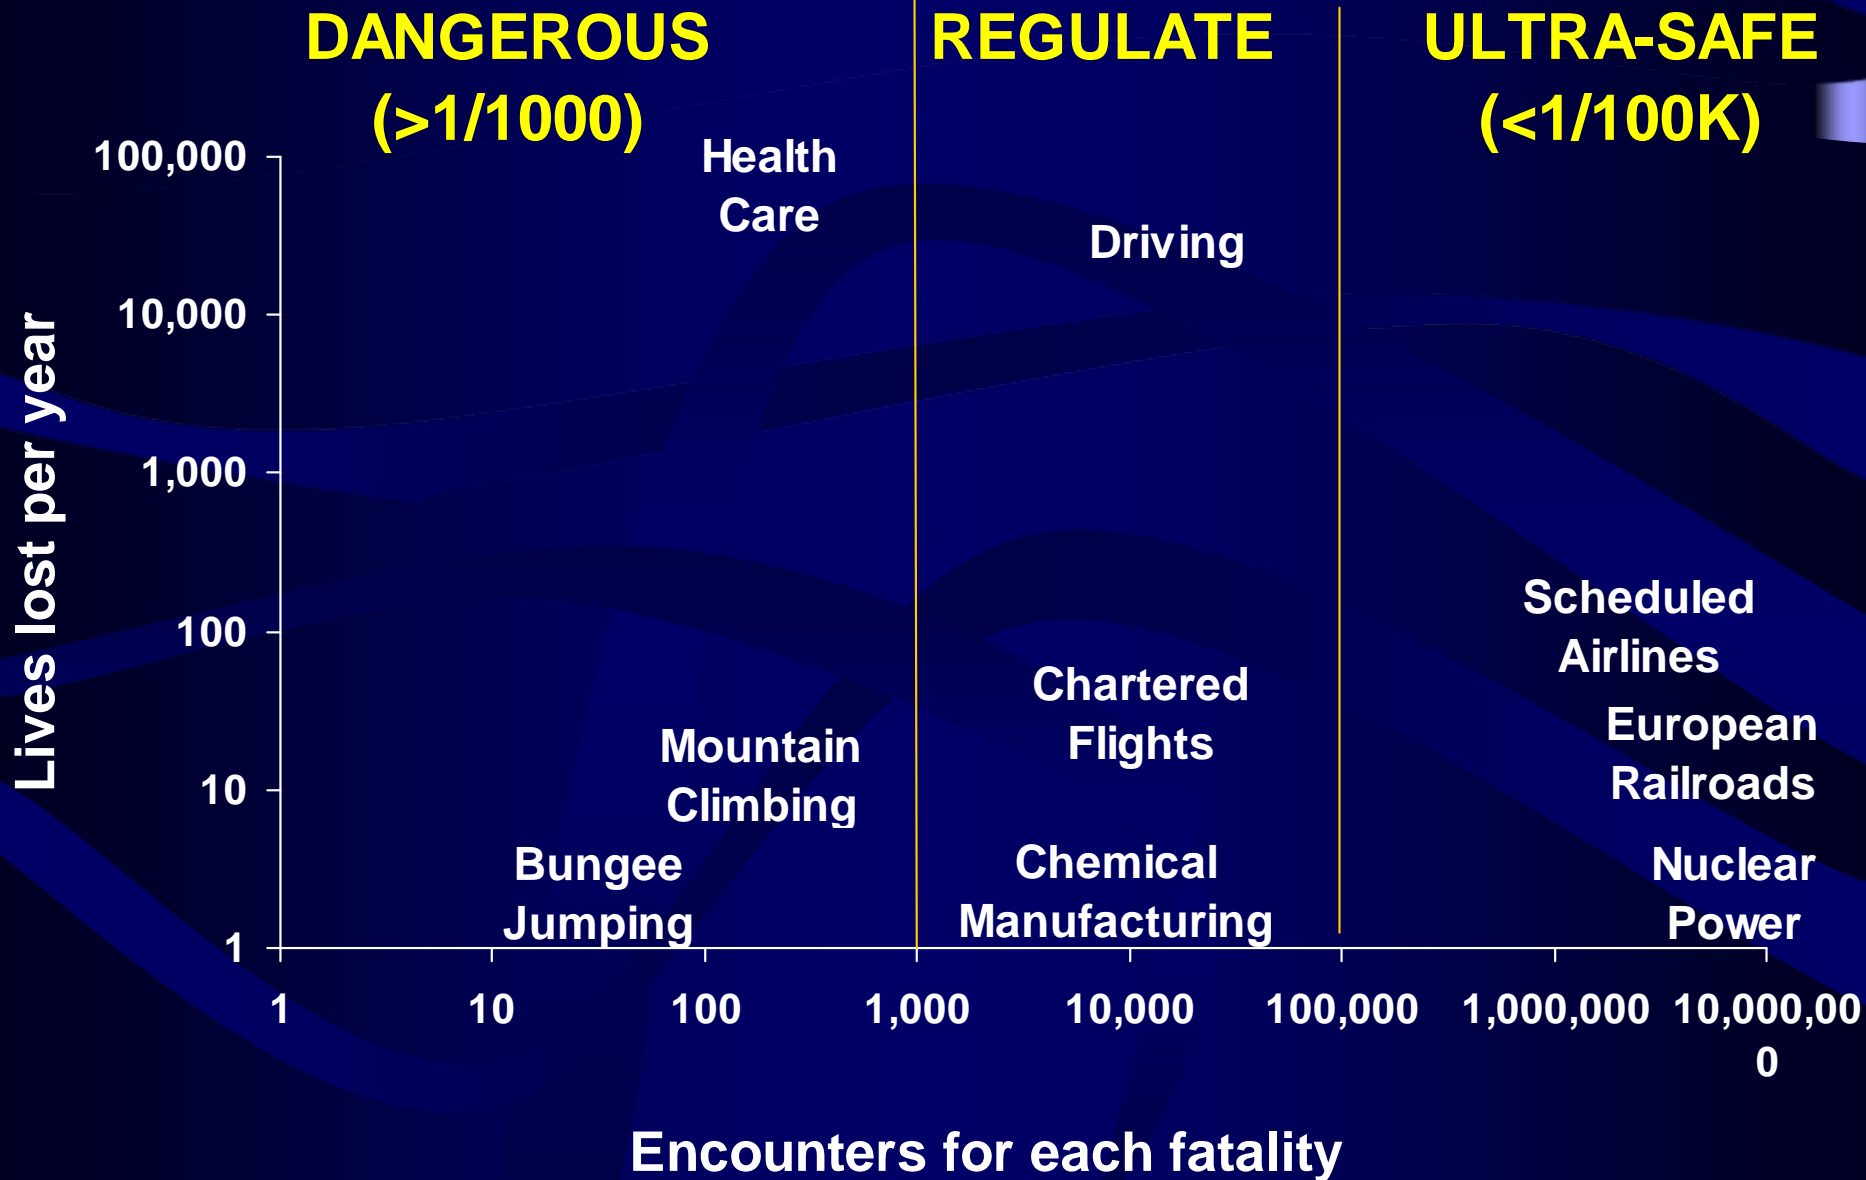 DANGEROUS
(>1/1000)
REGULATE
ULTRA-SAFE
(<1/100K)
Lives lost per year
100,000
10,000
1,000
100
10
1
Health
Care
Driving
Scheduled
Airlines
Chartered
Flights
European
Railroads
Mountain
Climbing
Bungee
Jumping
Chemical
Manufacturing
Nuclear
Power
1
10
100
1,000
10,000
100,000
1,000,000
10,000,00
0
Encounters for each fatality